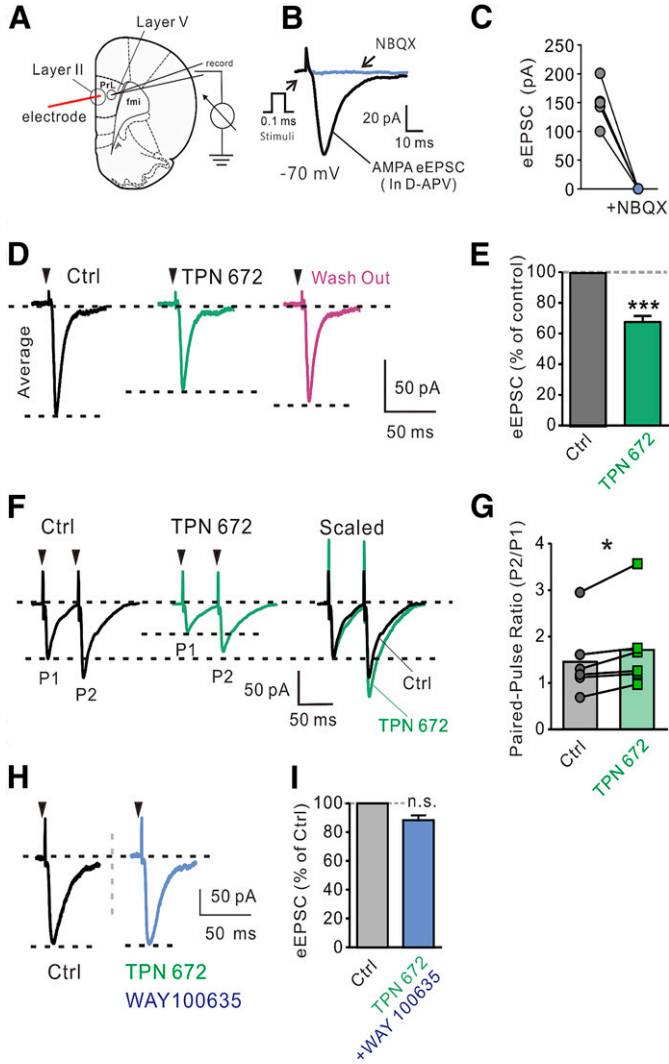 A
Layer V
Layer II
PrL
record
fmi
electrode
B
NBQX
0.1 ms
Stimuli
20 pA
10 ms
-70 mV
AMPA eEPSC
( In D-APV)
C
eEPSC (pA)
250
200
150
100
50
0
+NBQX
D
Ctrl
TPN 672
Wash Out
Average
50 pA
50 ms
E
eEPSC (% of control)
100
80
60
40
20
0
***
Ctrl
TPN 672
F
Ctrl
TPN 672
Scaled
P1
P2
P1
P2
50 pA
50 ms
Ctrl
TPN 672
G
Paired-Pulse Ratio (P2/P1)
4
3
2
1
0
*
Ctrl
TPN 672
H
50 pA
50 ms
Ctrl
TPN 672
WAY100635
I
eEPSC (% of Ctrl)
100
80
60
40
20
0
n.s.
Ctrl
TPN 672
+WAY 100635